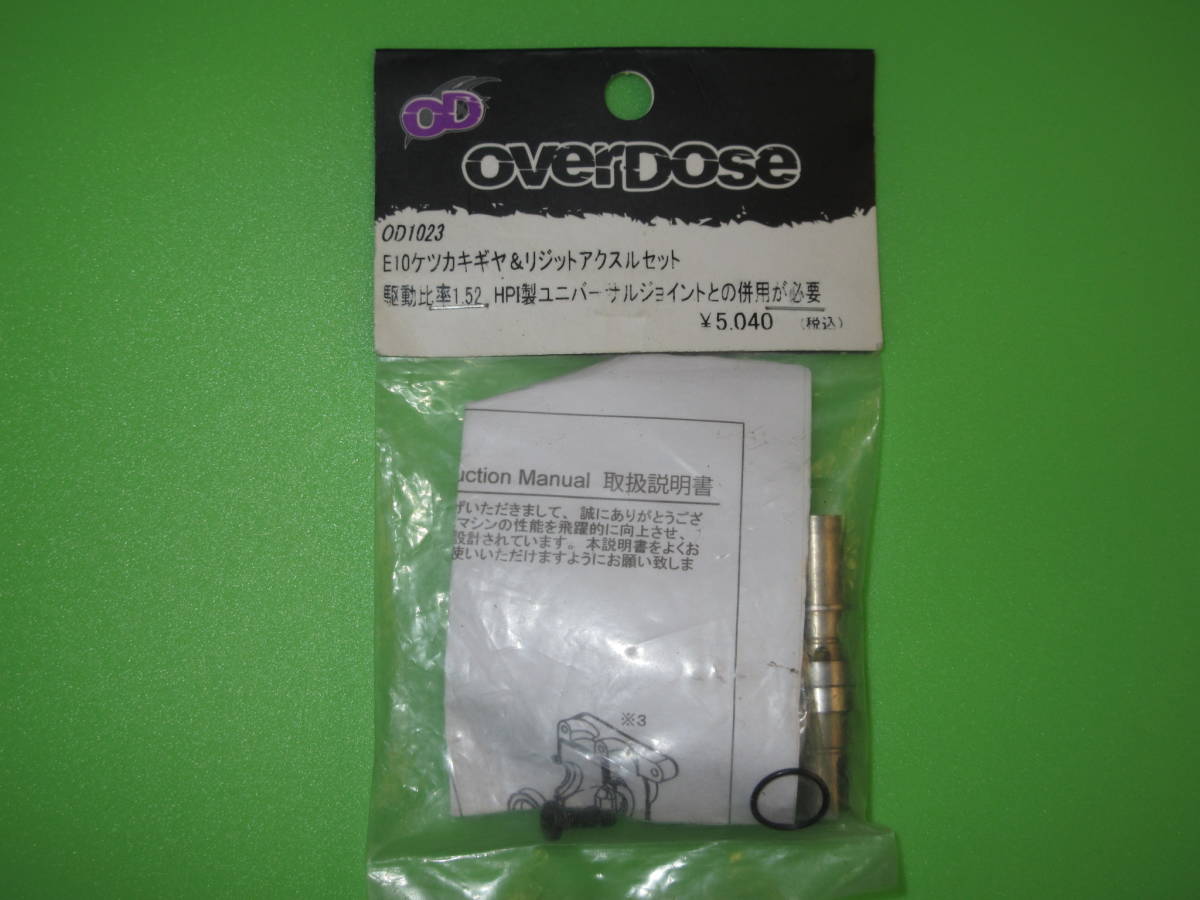 OD
OVERDOSE
OD1023
E10ケツカキギヤ&リジットアクスルセット
駆動比率1.52 HPI製ユニバーサルジョイントとの併用が必要
¥5.040 (税込)
uction Manual 取扱説明書
いただきまして、誠にありがとうござ
マシンの性能を飛躍的に向上させ、
設計されています。本説明書をよくお
使いいただけますようにお願い致しま
※3